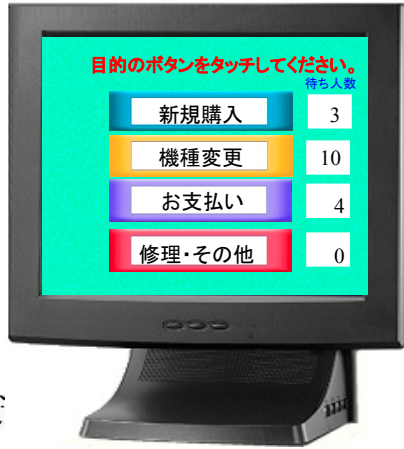 目的のボタンをタッチしてください。
待ち人数
新規購入 3
機種変更 10
お支払い 4
修理・その他 0